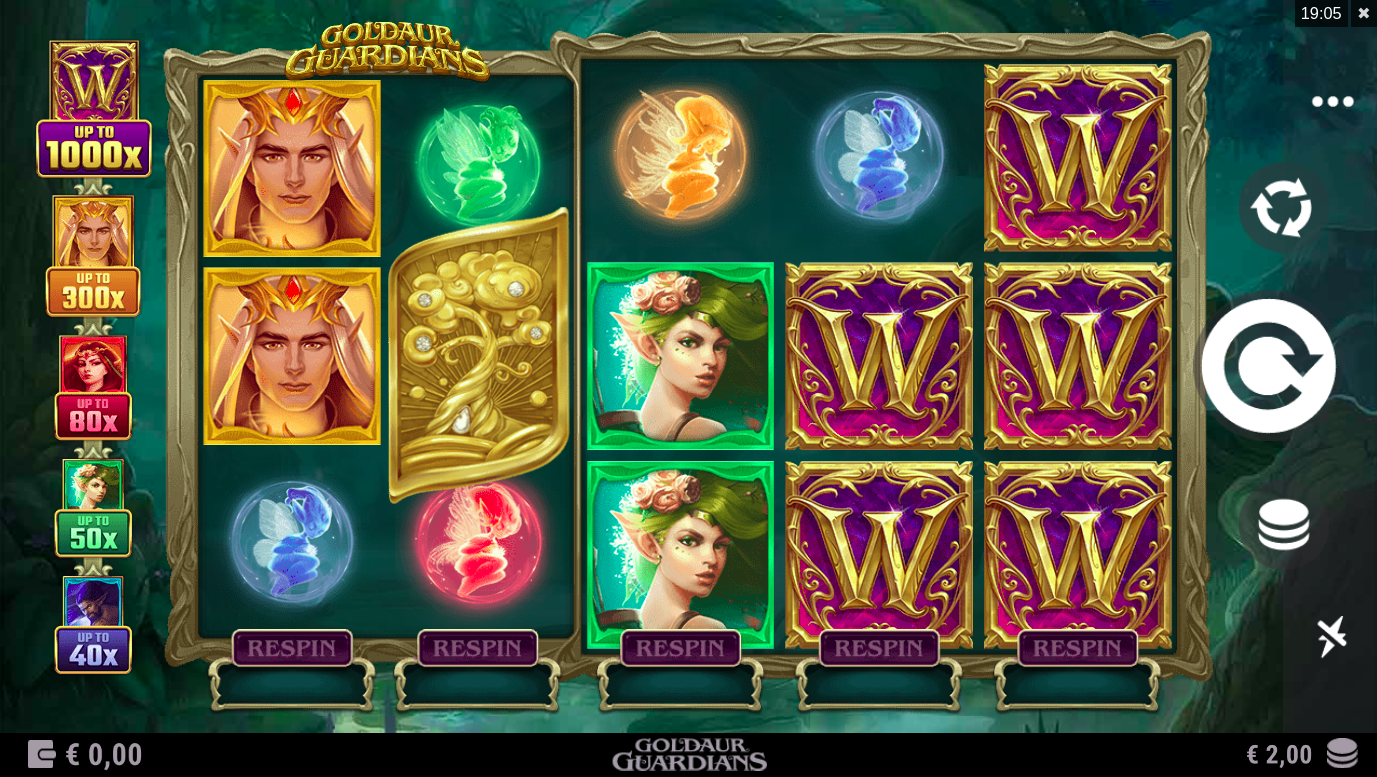 19:05
GOLDAUR
GUARDIANS
W
UP TO
1000x
UP TO
300x
UP TO
80x
UP TO
50x
UP TO
40x
W
W
W
W
W
RESPIN
RESPIN
RESPIN
RESPIN
RESPIN
€ 0,00
GOLDAUR
GUARDIANS
€ 2,00